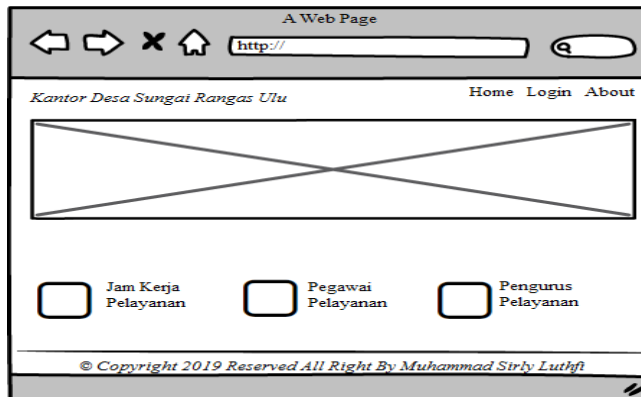 A Web Page
http://
Kantor Desa Sungai Rangas Ulu
Home Login About
Jam Kerja
Pelayanan
Pegawai
Pelayanan
Pengurus
Pelayanan
© Copyright 2019 Reserved All Right By Muhammad Sirly Luthfi